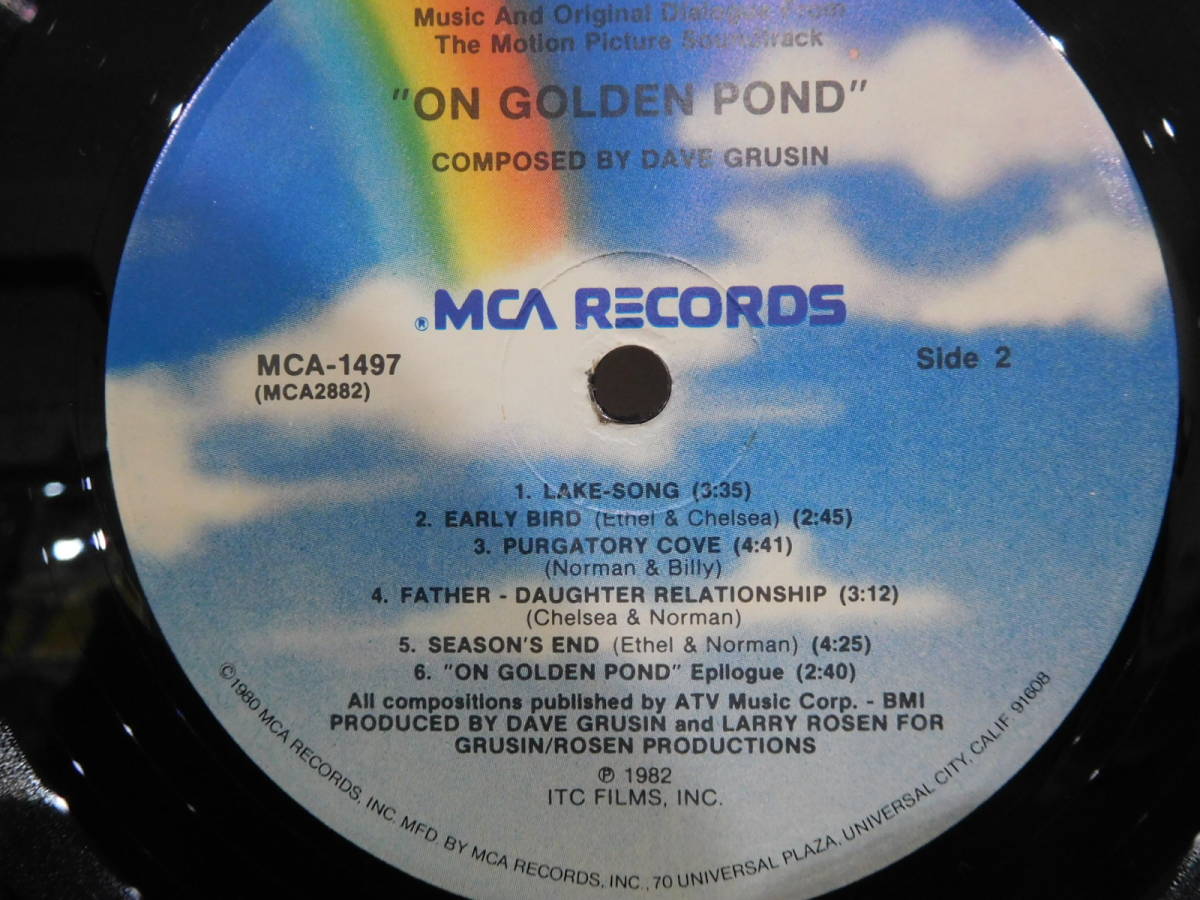 Music And Original Dialogue From
The Motion Picture Soundtrack
"ON GOLDEN POND"
COMPOSED BY DAVE GRUSIN
®MCA RECORDS
MCA-1497
(MCA2882)
Side 2
1. LAKE-SONG (3:35)
2. EARLY BIRD (Ethel & Chelsea) (2:45)
3. PURGATORY COVE (4:41)
(Norman & Billy)
4. FATHER - DAUGHTER RELATIONSHIP (3:12)
(Chelsea & Norman)
5. SEASON'S END (Ethel & Norman) (4:25)
6. "ON GOLDEN POND" Epilogue (2:40)
All compositions published by ATV Music Corp. - BMI
PRODUCED BY DAVE GRUSIN and LARRY ROSEN FOR
GRUSIN/ROSEN PRODUCTIONS
℗ 1982
ITC FILMS, INC.
©1980 MCA RECORDS, INC. MFD. BY MCA RECORDS, INC., 70 UNIVERSAL PLAZA, UNIVERSAL CITY, CALIF. 91608